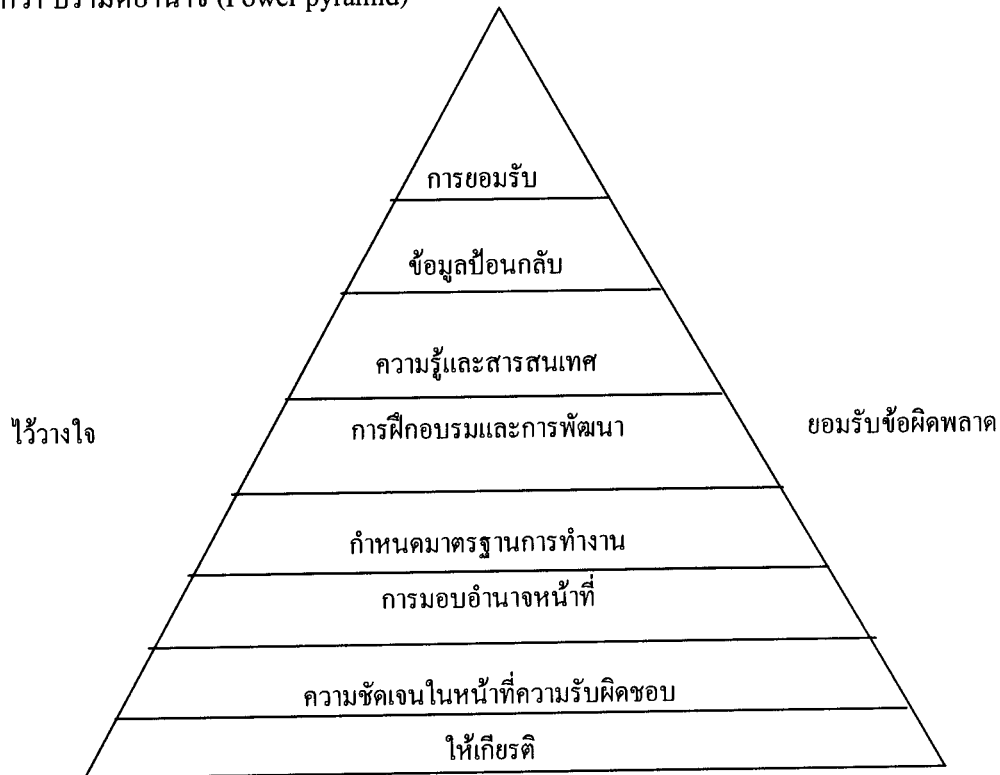 (Power pyramid)
การยอมรับ
ข้อมูลป้อนกลับ
ความรู้และสารสนเทศ
ไว้วางใจ
การฝึกอบรมและการพัฒนา
ยอมรับข้อผิดพลาด
กำหนดมาตรฐานการทำงาน
การมอบอำนาจหน้าที่
ความชัดเจนในหน้าที่ความรับผิดชอบ
ให้เกียรติ